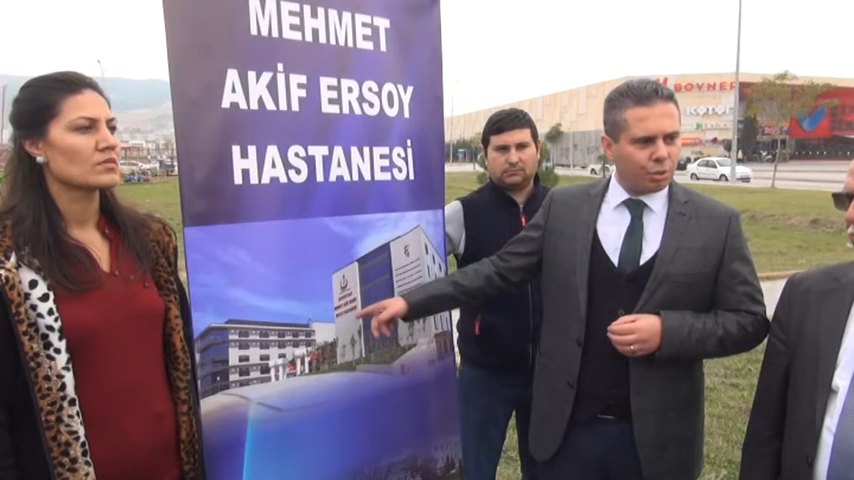 MEHMET
AKİF ERSOY
HASTANESİ
BOYNER
KOTON